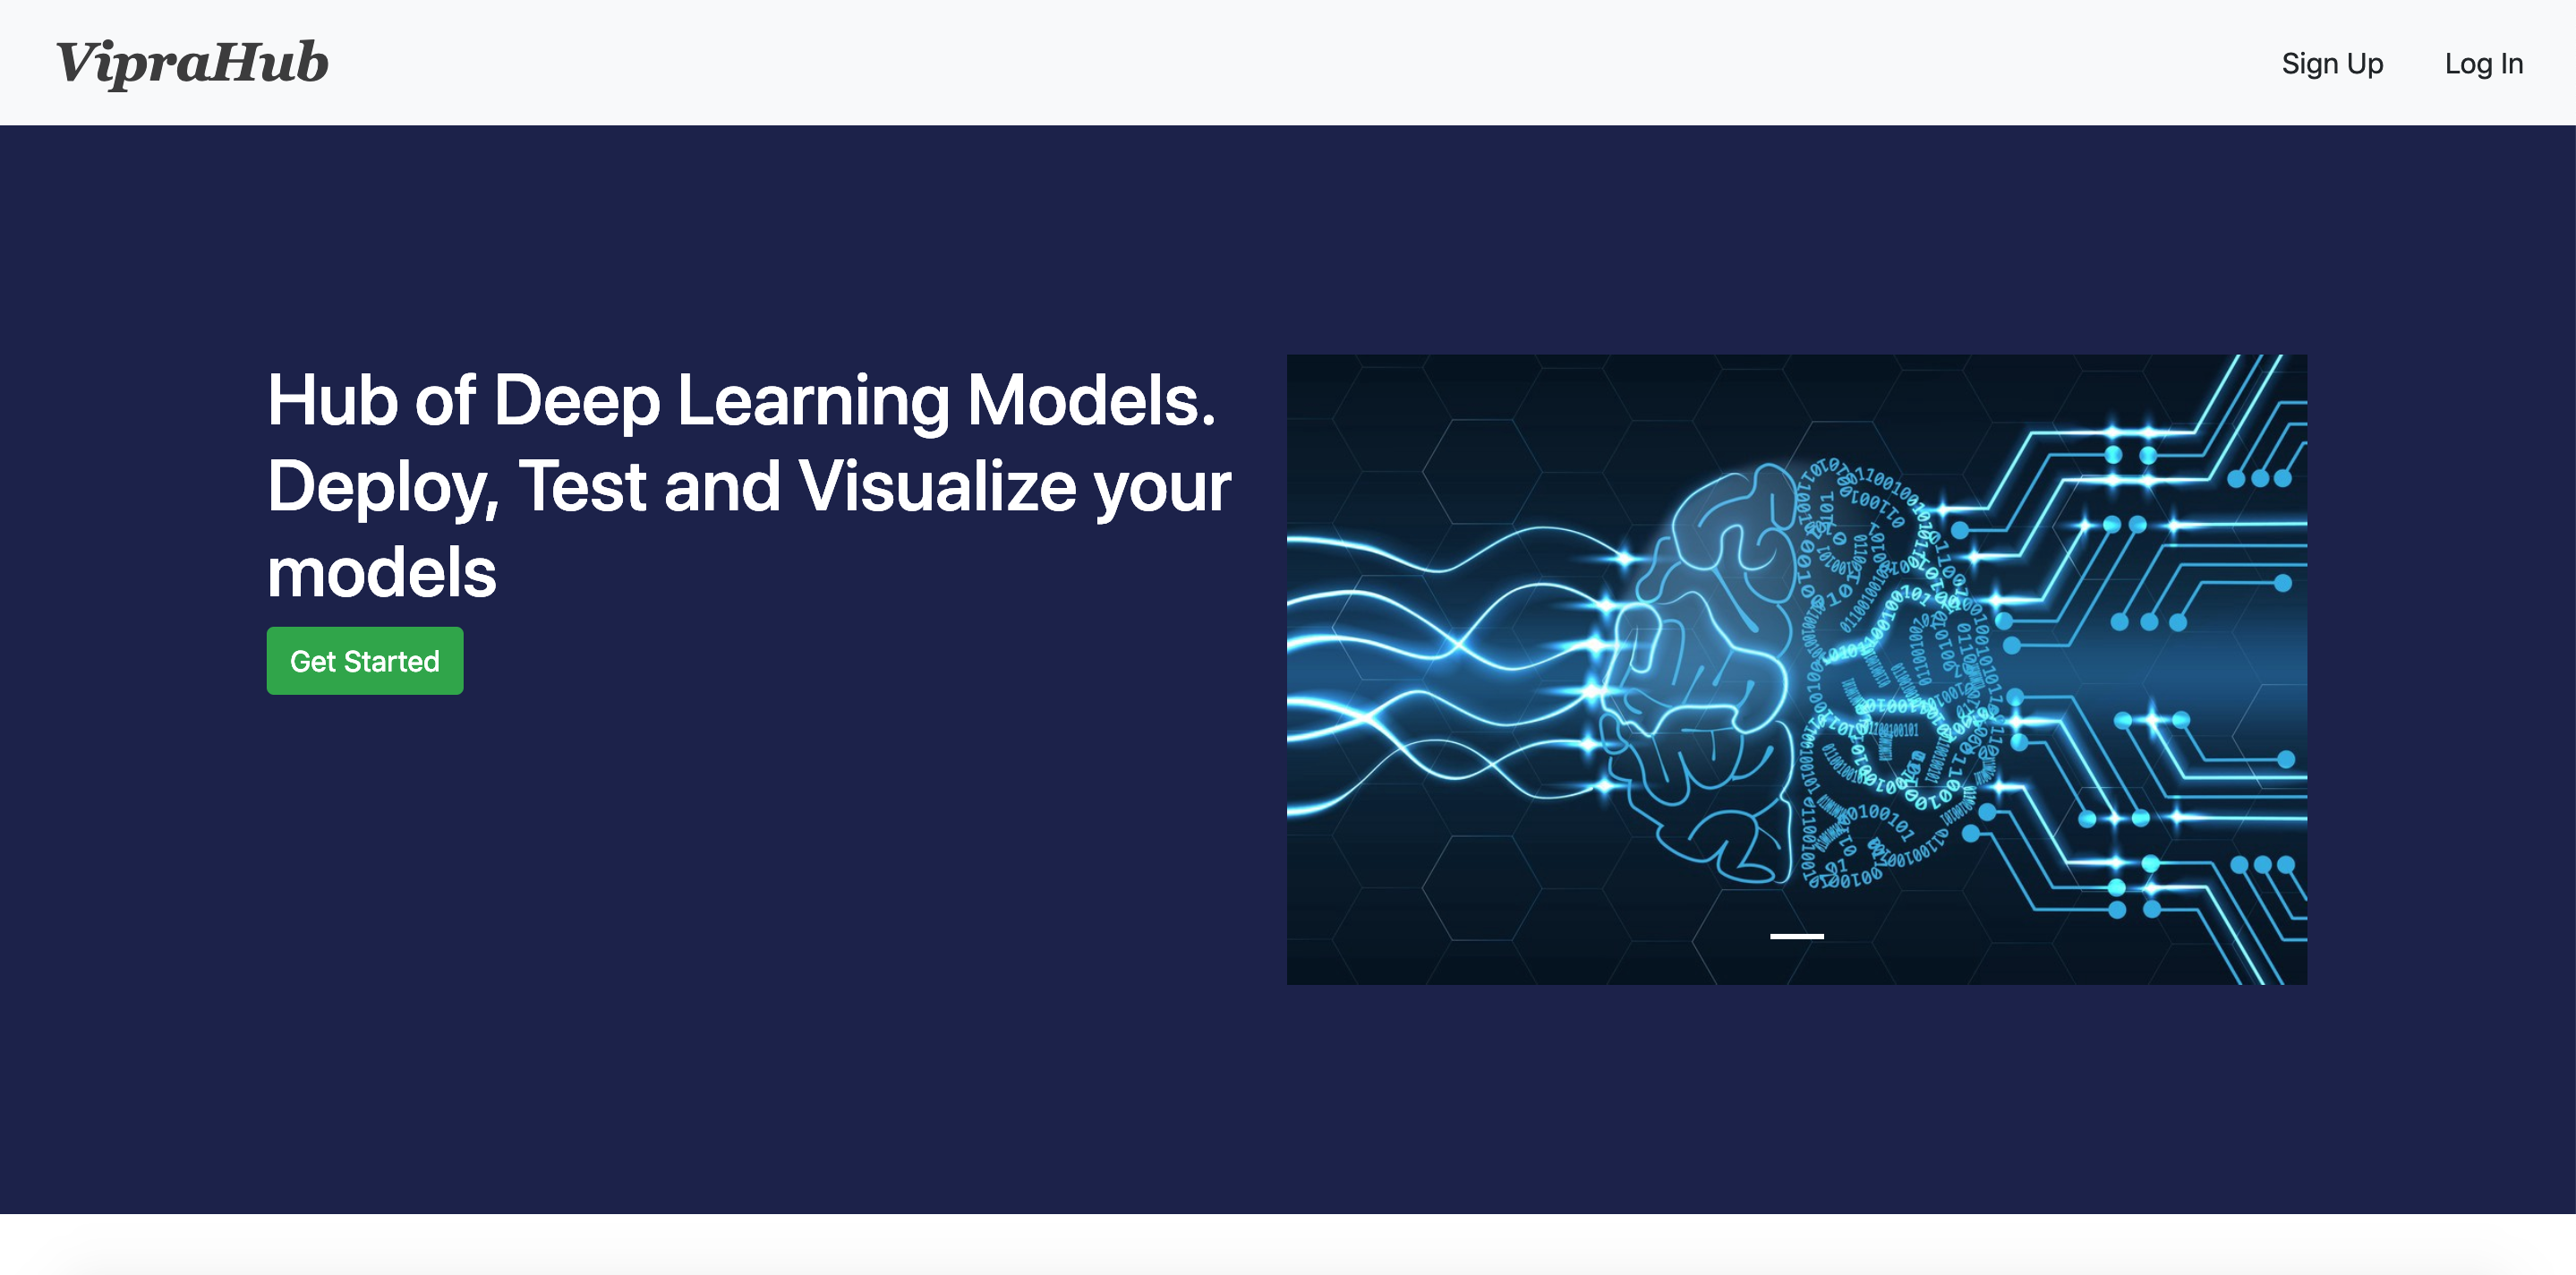 VipraHub
Sign Up
Log In
Hub of Deep Learning Models.
Deploy, Test and Visualize your
models
Get Started